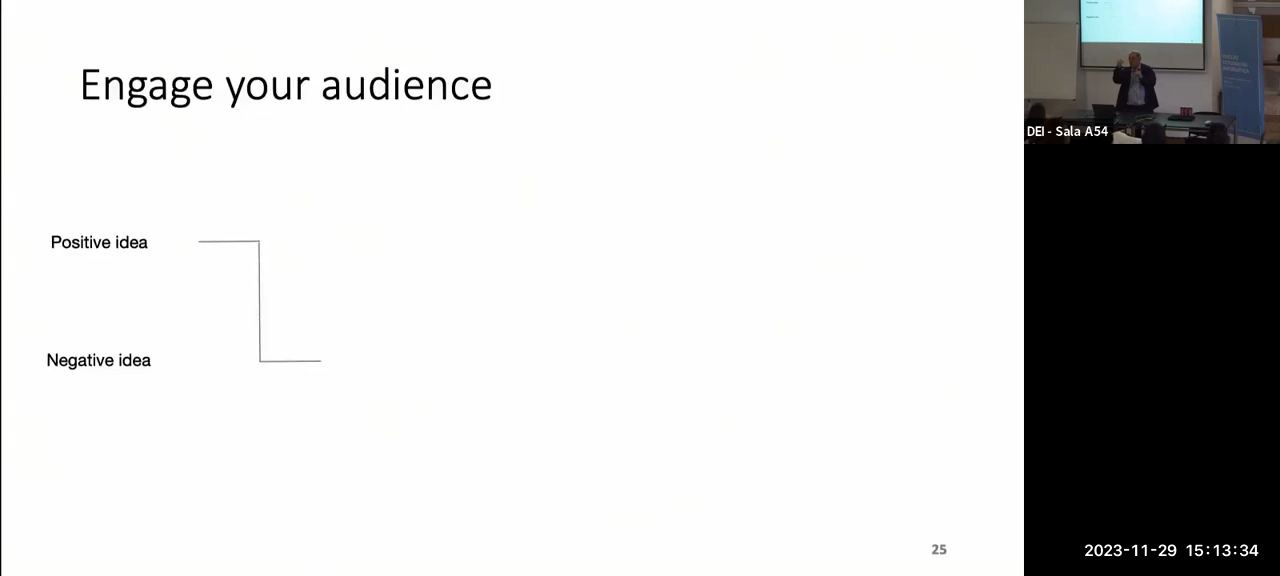 Engage your audience
Positive idea
Negative idea
25
DEI - Sala A54
2023-11-29 15:13:34